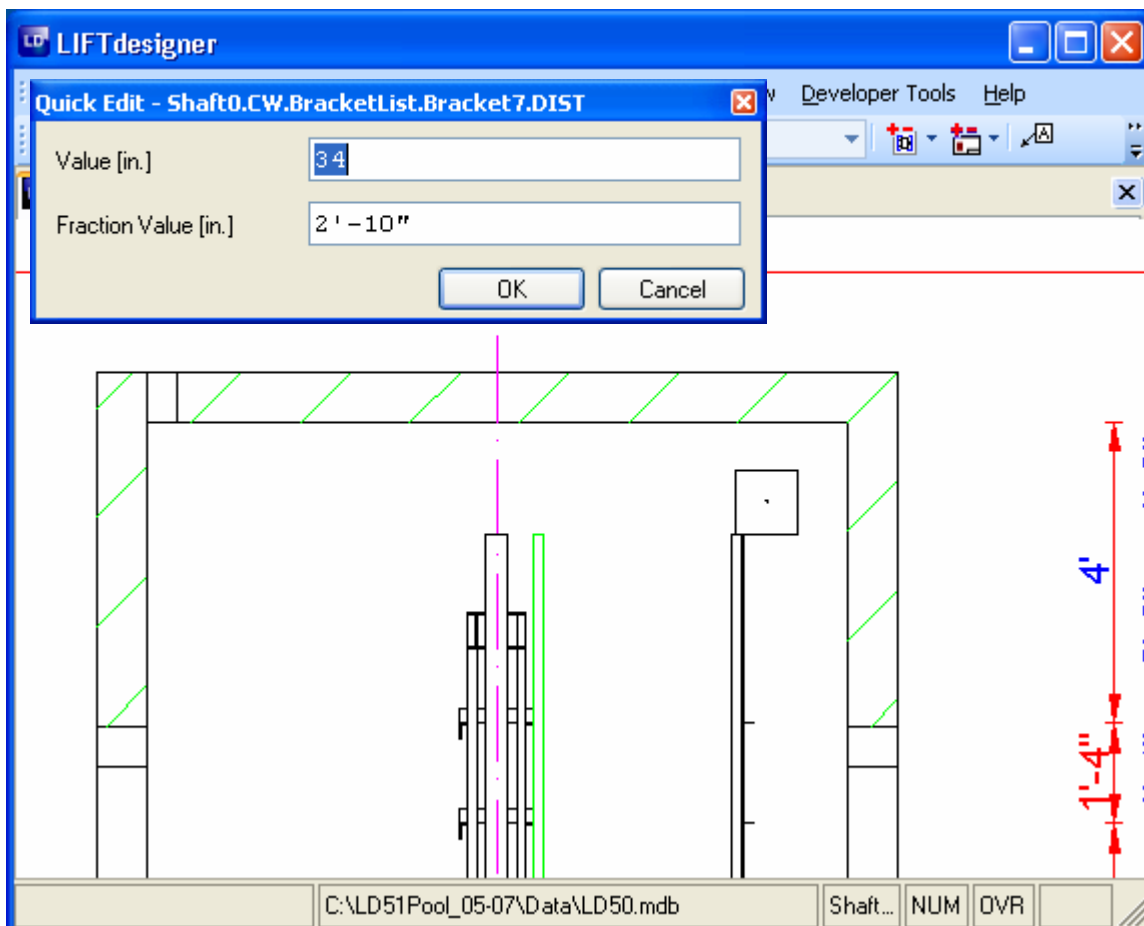 LD LIFTdesigner
Quick Edit - Shaft0.CW.BracketList.Bracket7.DIST
Developer Tools Help
Value [in.] 34
A
Fraction Value [in.] 2'-10"
OK Cancel
4'
1'-4"
C:\LD51Pool_05-07\Data\LD50.mdb Shaft... NUM OVR